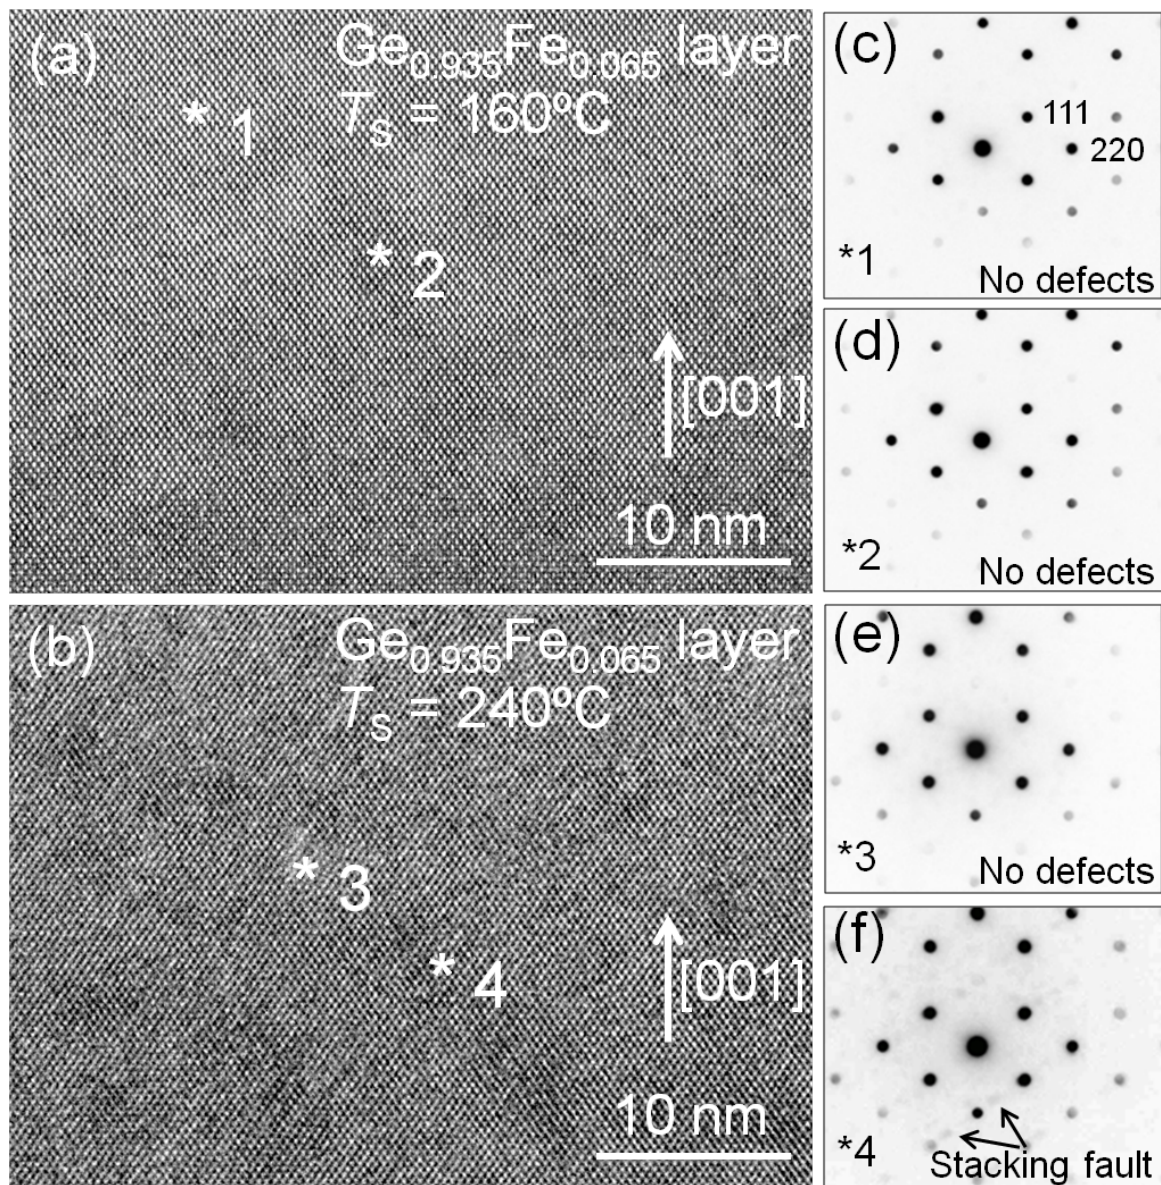 (a)
Ge0.935Fe0.065 layer
TS = 160ºC
* 1
* 2
[001]
10 nm
(b)
Ge0.935Fe0.065 layer
TS = 240ºC
* 3
* 4
[001]
10 nm
(c)
111
220
*1
No defects
(d)
*2
No defects
(e)
*3
No defects
(f)
*4
Stacking fault